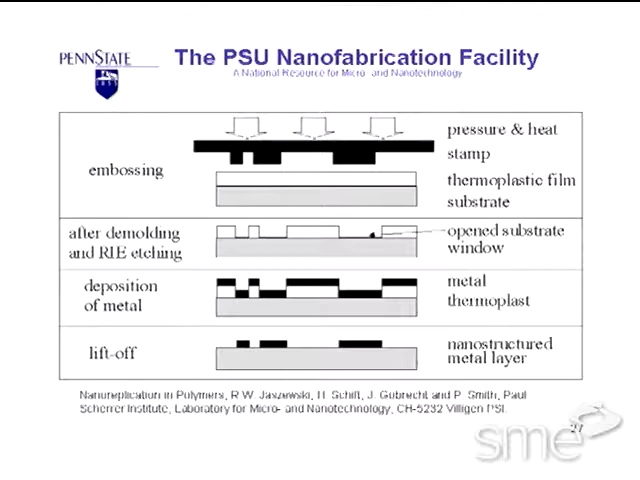 PENNSTATE
1855
The PSU Nanofabrication Facility
A National Resource for Micro- and Nanotechnology
pressure & heat
stamp
embossing
thermoplastic film
substrate
after demolding
and RIE etching
opened substrate
window
deposition
of metal
metal
thermoplast
lift-off
nanostructured
metal layer
Nanoreplication in Polymers, R.W. Jaszewski, H. Schift, J. Gobrecht and P. Smith, Paul
Scherrer Institute, Laboratory for Micro- and Nanotechnology, CH-5232 Villigen PSI.
27
sme